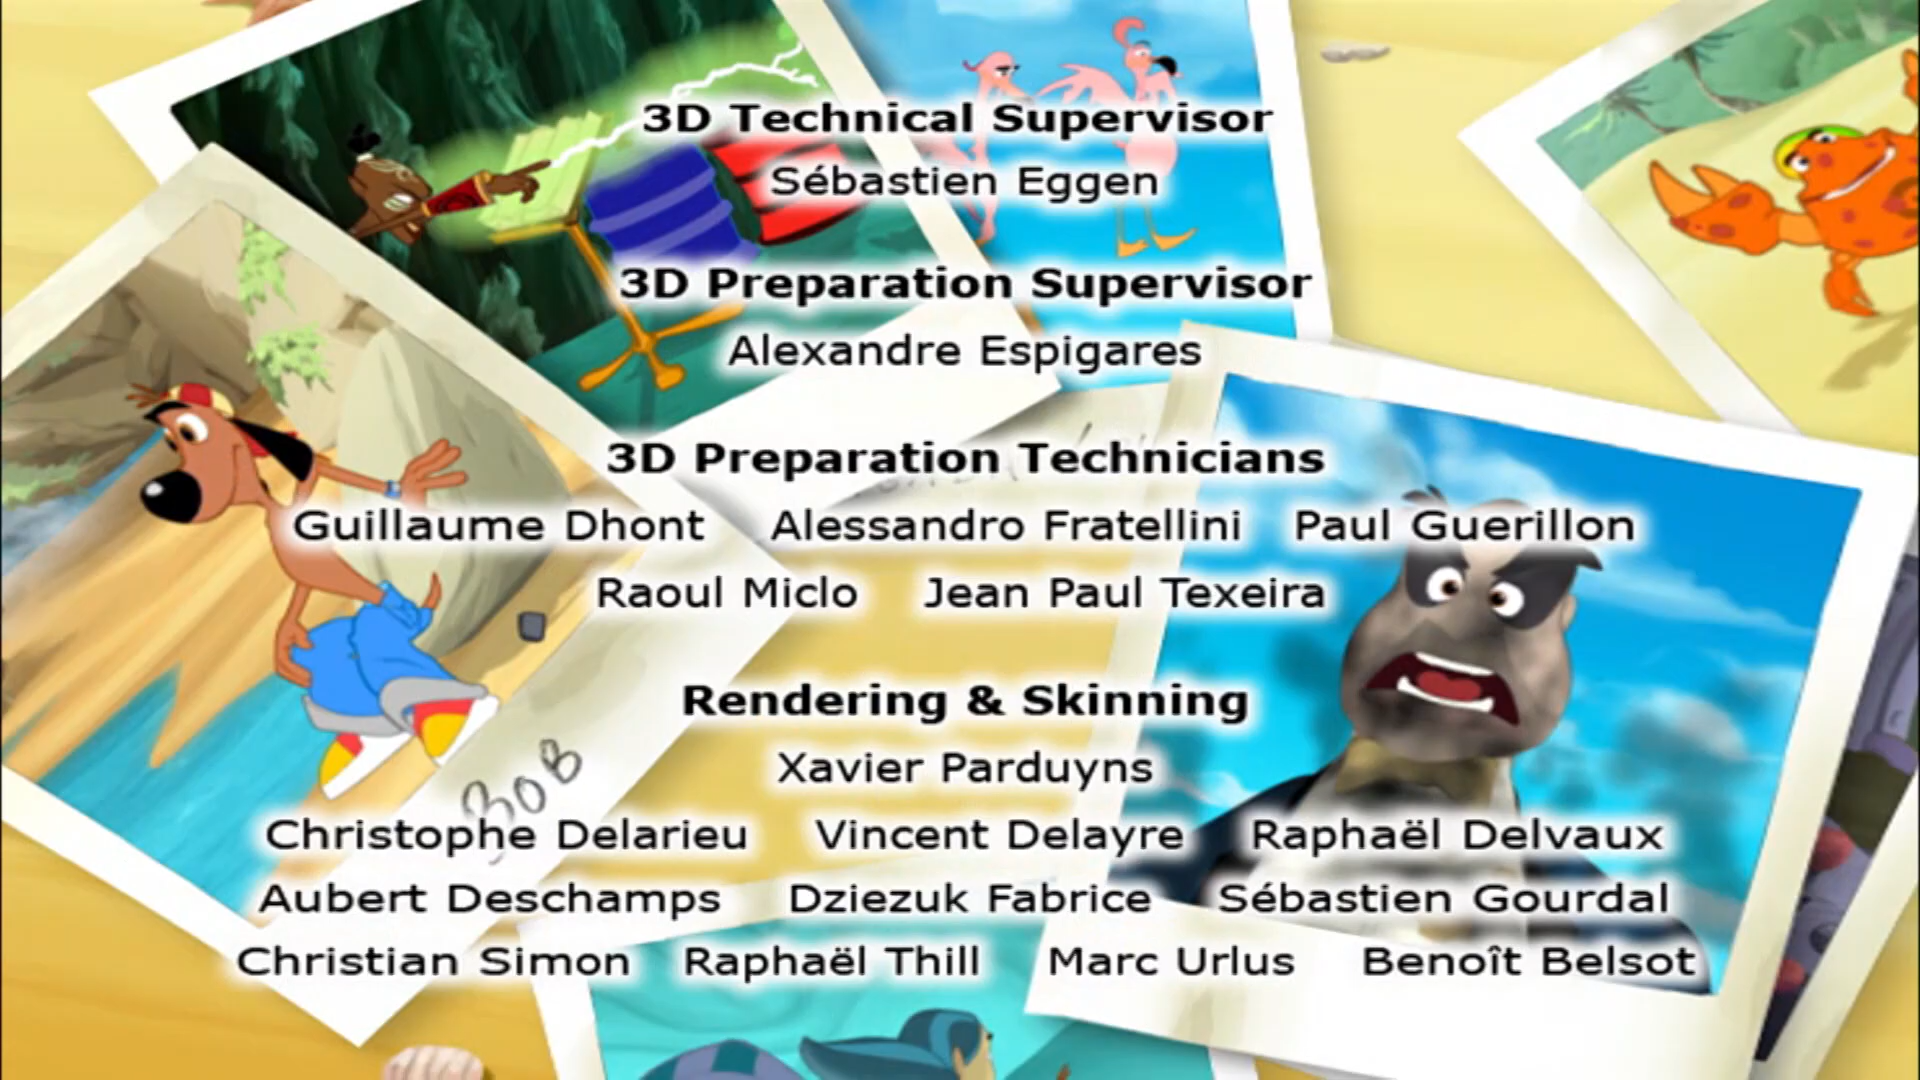 3D Technical Supervisor
Sébastien Eggen
3D Preparation Supervisor
Alexandre Espigares
3D Preparation Technicians
Guillaume Dhont Alessandro Fratellini Paul Guerillon
Raoul Miclo Jean Paul Texeira
Rendering & Skinning
Xavier Parduyns
BOB
Christophe Delarieu Vincent Delayre Raphaël Delvaux
Aubert Deschamps Dziezuk Fabrice Sébastien Gourdal
Christian Simon Raphaël Thill Marc Urlus Benoît Belsot